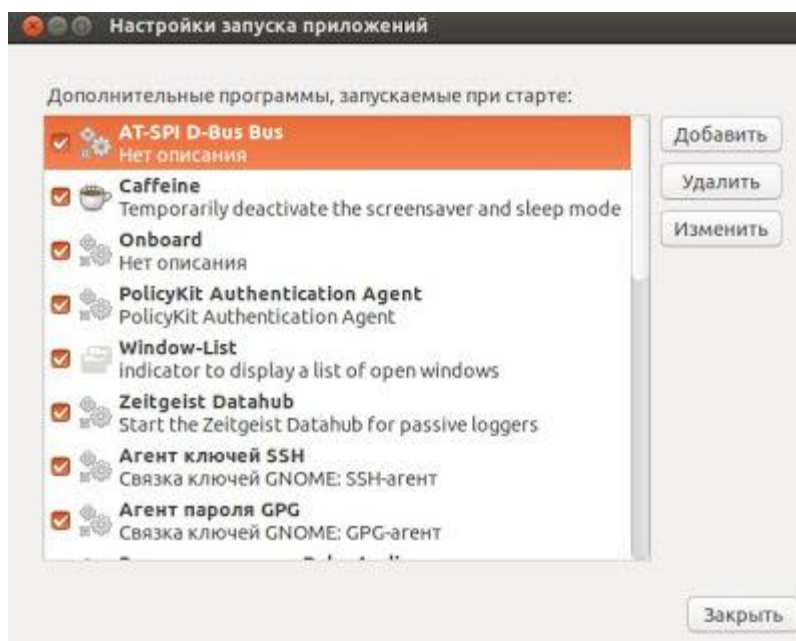 Настройки запуска приложений
Дополнительные программы, запускаемые при старте:
AT-SPI D-Bus Bus
Нет описания
Caffeine
Temporarily deactivate the screensaver and sleep mode
Onboard
Нет описания
PolicyKit Authentication Agent
PolicyKit Authentication Agent
Window-List
indicator to display a list of open windows
Zeitgeist Datahub
Start the Zeitgeist Datahub for passive loggers
Агент ключей SSH
Связка ключей GNOME: SSH-агент
Агент пароля GPG
Связка ключей GNOME: GPG-агент
Добавить
Удалить
Изменить
Закрыть